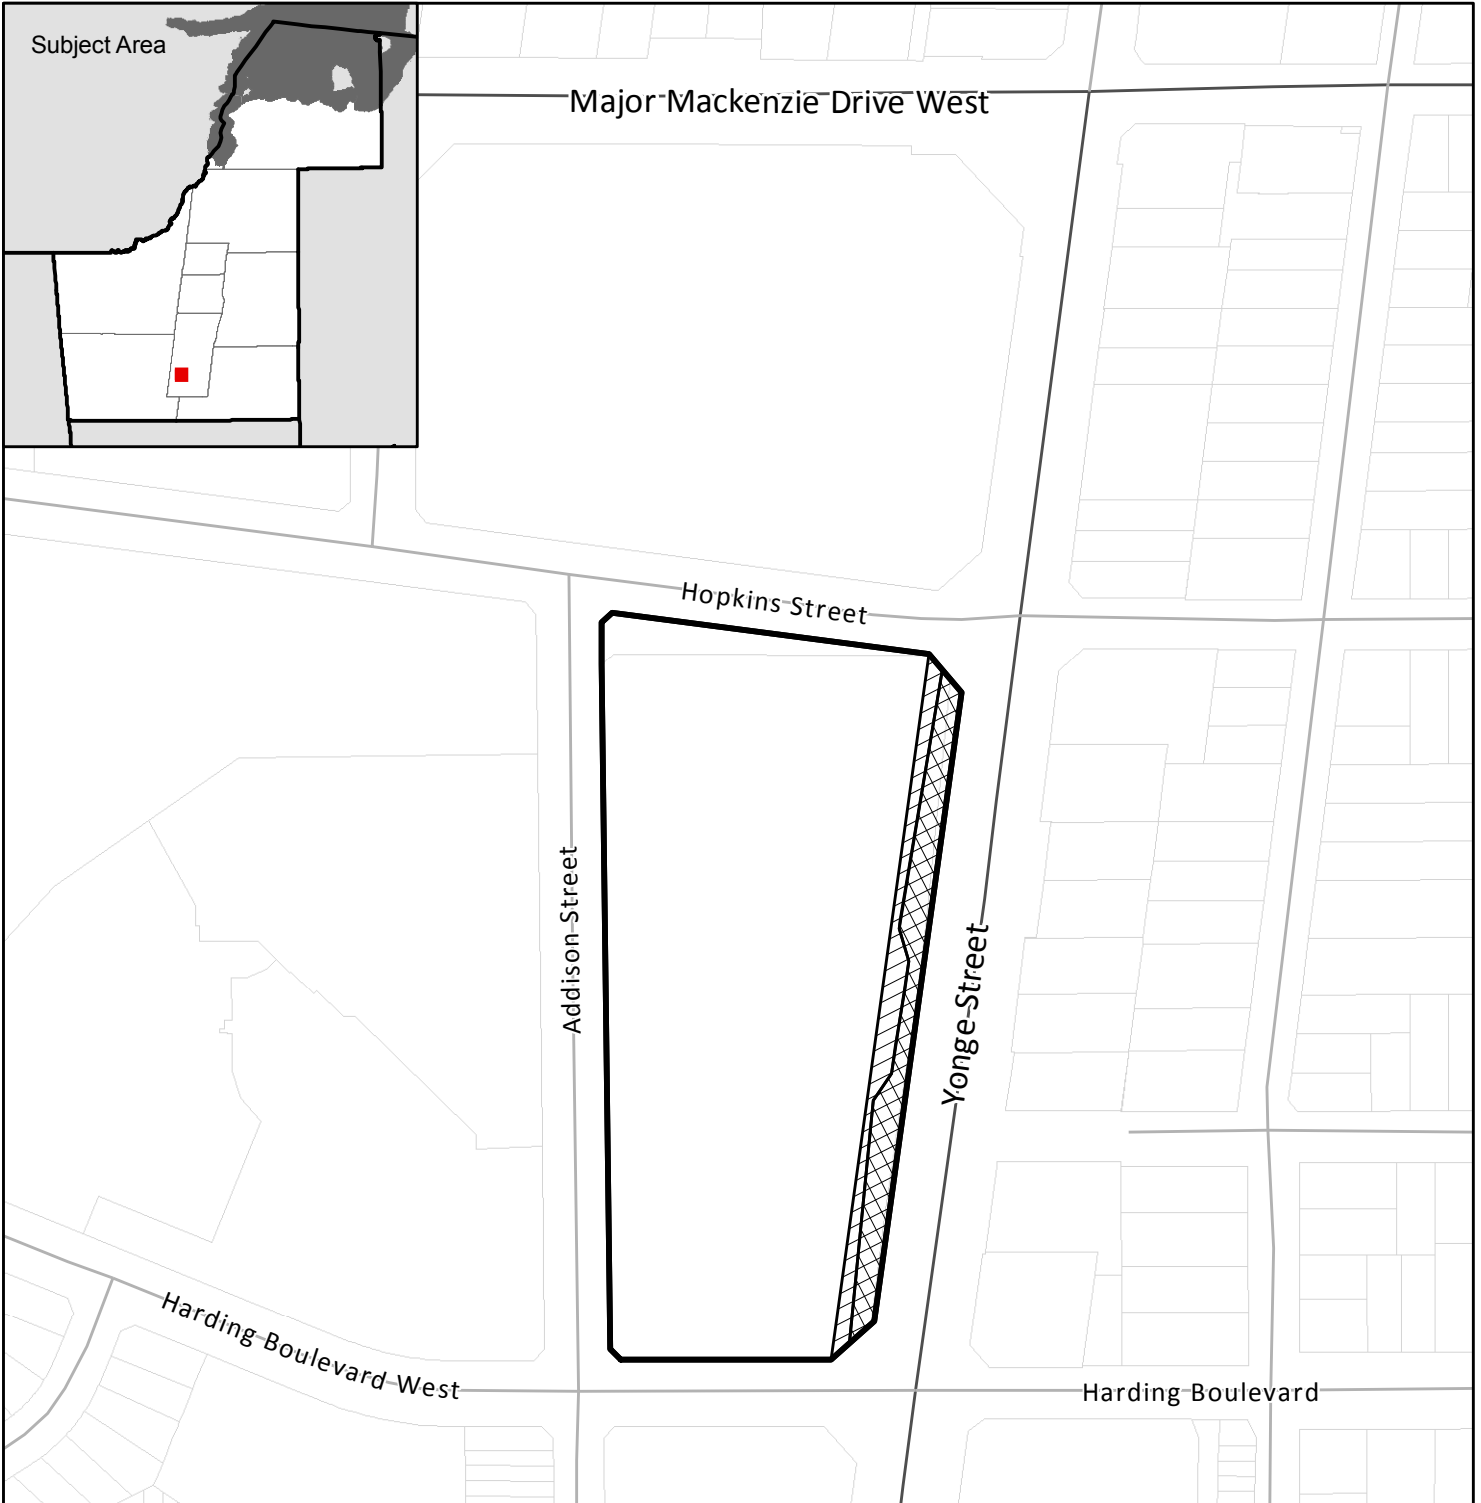 Subject Area
Major Mackenzie Drive West
Hopkins Street
Addison Street
Yonge Street
Harding Boulevard West
Harding Boulevard